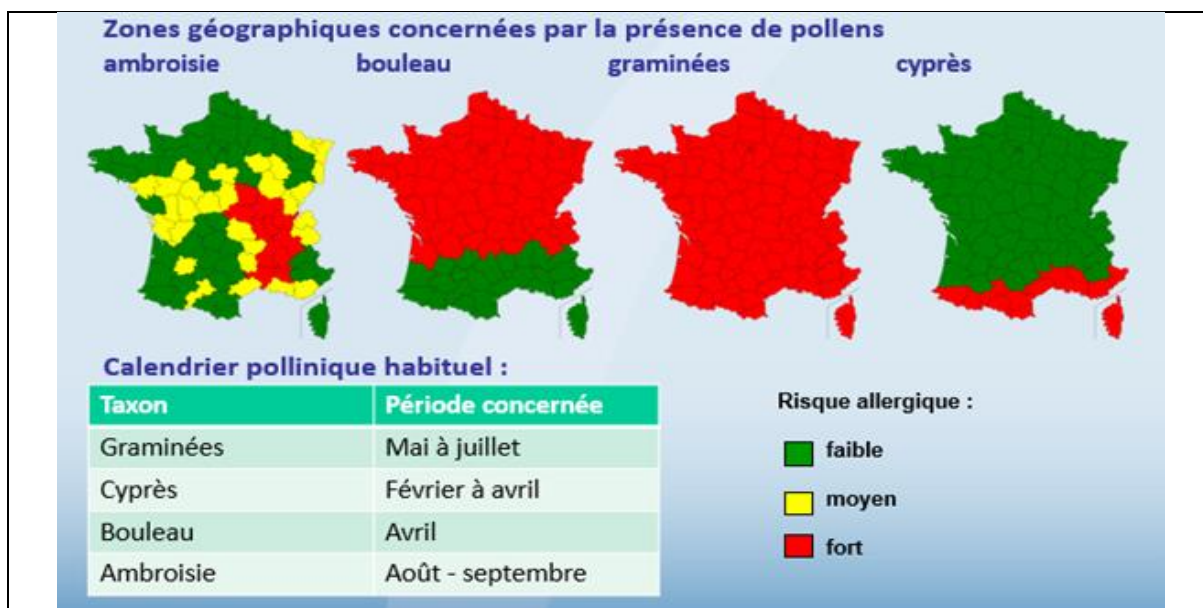 Zones géographiques concernées par la présence de pollens
ambroisie bouleau graminées cyprès
Calendrier pollinique habituel :
Taxon Période concernée
Graminées Mai à juillet
Cyprès Février à avril
Bouleau Avril
Ambroisie Août - septembre
Risque allergique :
faible
moyen
fort